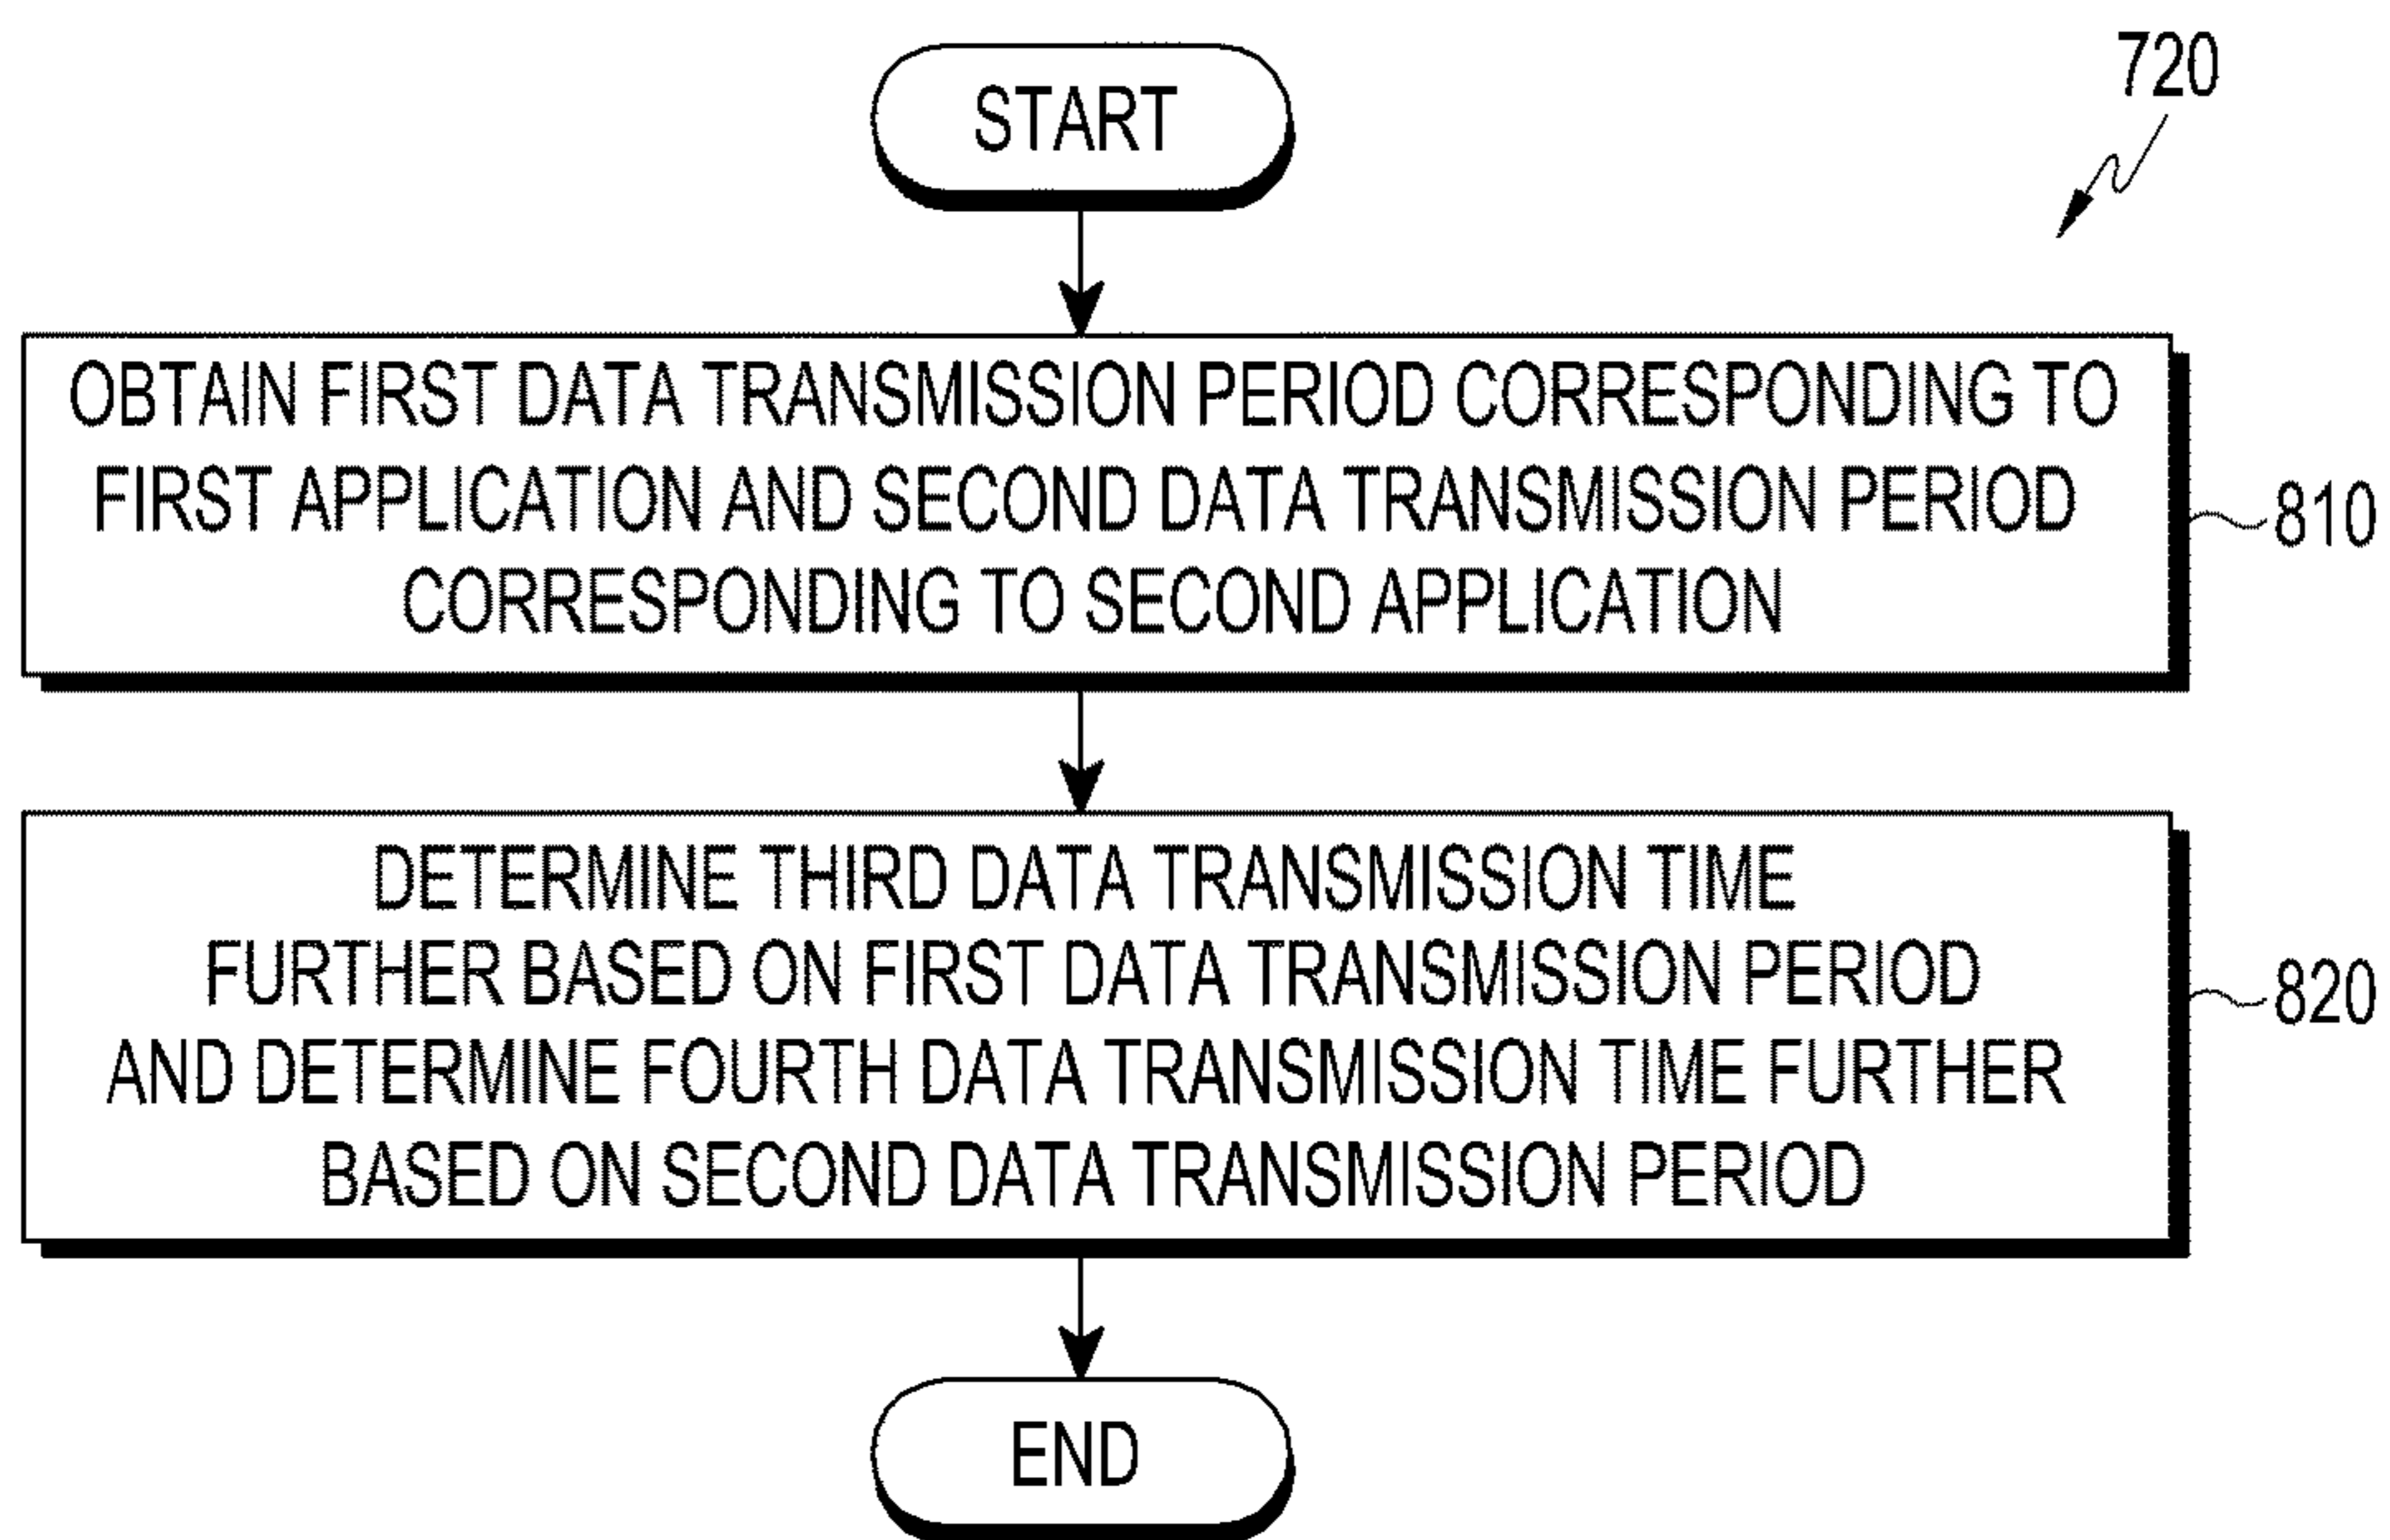 720
START
OBTAIN FIRST DATA TRANSMISSION PERIOD CORRESPONDING TO
FIRST APPLICATION AND SECOND DATA TRANSMISSION PERIOD
CORRESPONDING TO SECOND APPLICATION
810
DETERMINE THIRD DATA TRANSMISSION TIME
FURTHER BASED ON FIRST DATA TRANSMISSION PERIOD
AND DETERMINE FOURTH DATA TRANSMISSION TIME FURTHER
BASED ON SECOND DATA TRANSMISSION PERIOD
820
END